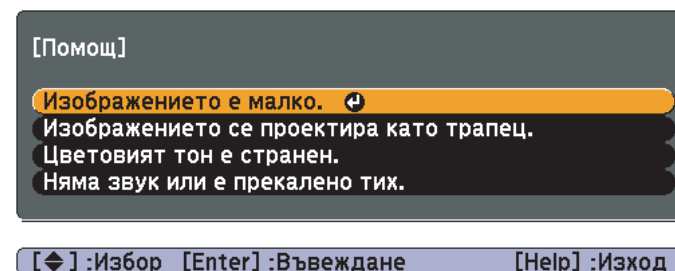 [Помощ]
Изображението е малко.
Изображението се проектира като трапец.
Цветовият тон е странен.
Няма звук или е прекалено тих.
[◆] :Избор [Enter] :Въвеждане [Help] :Изход